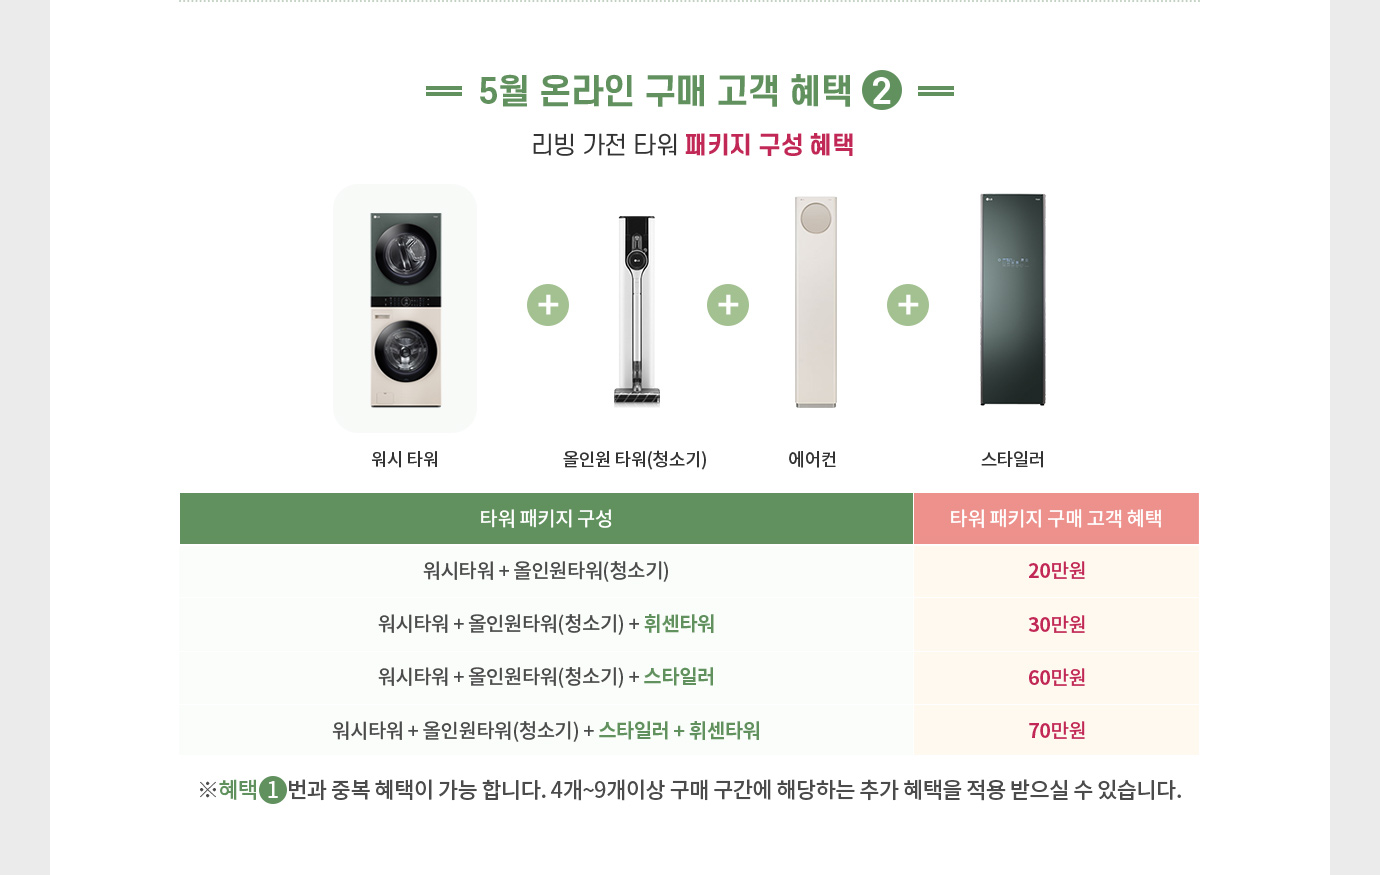 5월 온라인 구매 고객 혜택 2
리빙 가전 타워 패키지 구성 혜택
워시 타워
올인원 타워(청소기)
에어컨
스타일러
타워 패키지 구성
타워 패키지 구매 고객 혜택
워시타워 + 올인원타워(청소기)
20만원
워시타워 + 올인원타워(청소기) + 휘센타워
30만원
워시타워 + 올인원타워(청소기) + 스타일러
60만원
워시타워 + 올인원타워(청소기) + 스타일러 + 휘센타워
70만원
※혜택1번과 중복 혜택이 가능 합니다. 4개~9개이상 구매 구간에 해당하는 추가 혜택을 적용 받으실 수 있습니다.